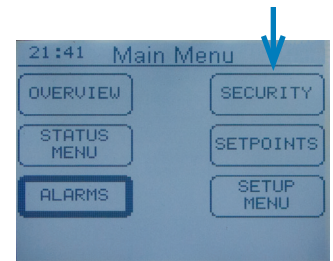 21:41 Main Menu
OVERVIEW
SECURITY
STATUS
MENU
SETPOINTS
ALARMS
SETUP
MENU